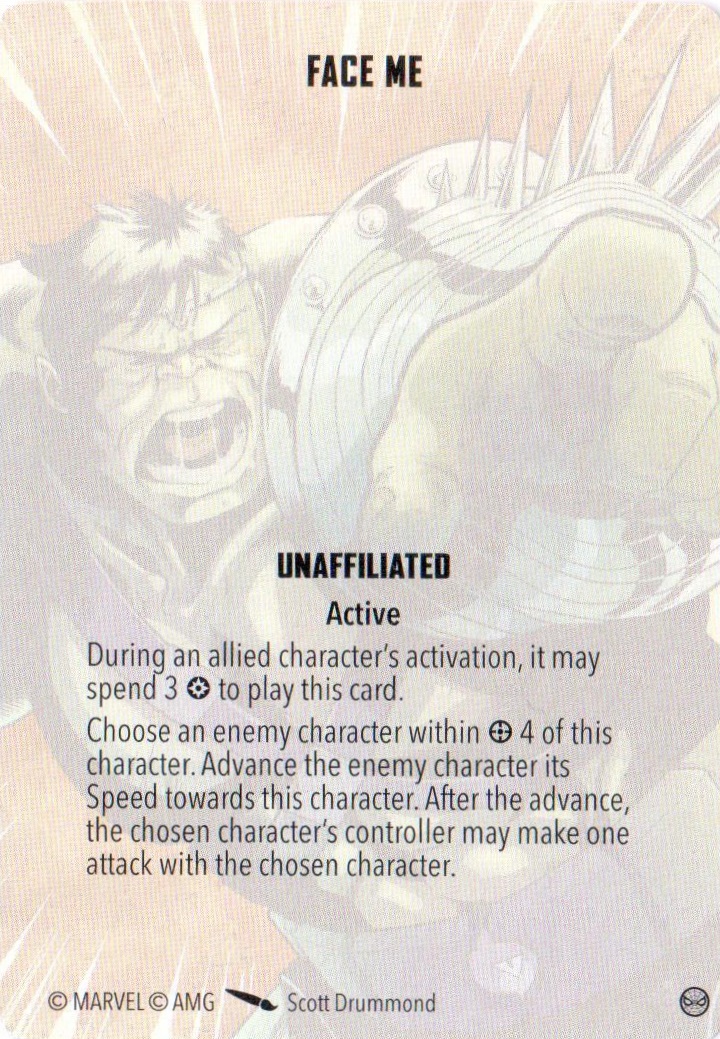 FACE ME
UNAFFILIATED
Active
During an allied character's activation, it may
spend 3 to play this card.
Choose an enemy character within 4 of this
character. Advance the enemy character its
Speed towards this character. After the advance,
the chosen character's controller may make one
attack with the chosen character.
© MARVEL © AMG Scott Drummond